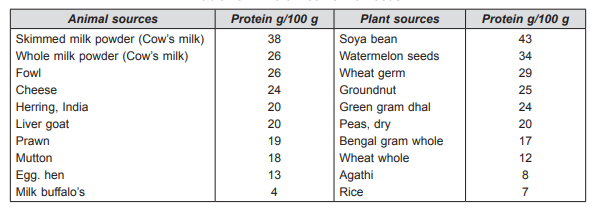 Animal sources Protein g/100 g Plant sources Protein g/100 g
Skimmed milk powder (Cow's milk) 38 Soya bean 43
Whole milk powder (Cow's milk) 26 Watermelon seeds 34
Fowl 26 Wheat germ 29
Cheese 24 Groundnut 25
Herring, India 20 Green gram dhal 24
Liver goat 20 Peas, dry 20
Prawn 19 Bengal gram whole 17
Mutton 18 Wheat whole 12
Egg. hen 13 Agathi 8
Milk buffalo's 4 Rice 7